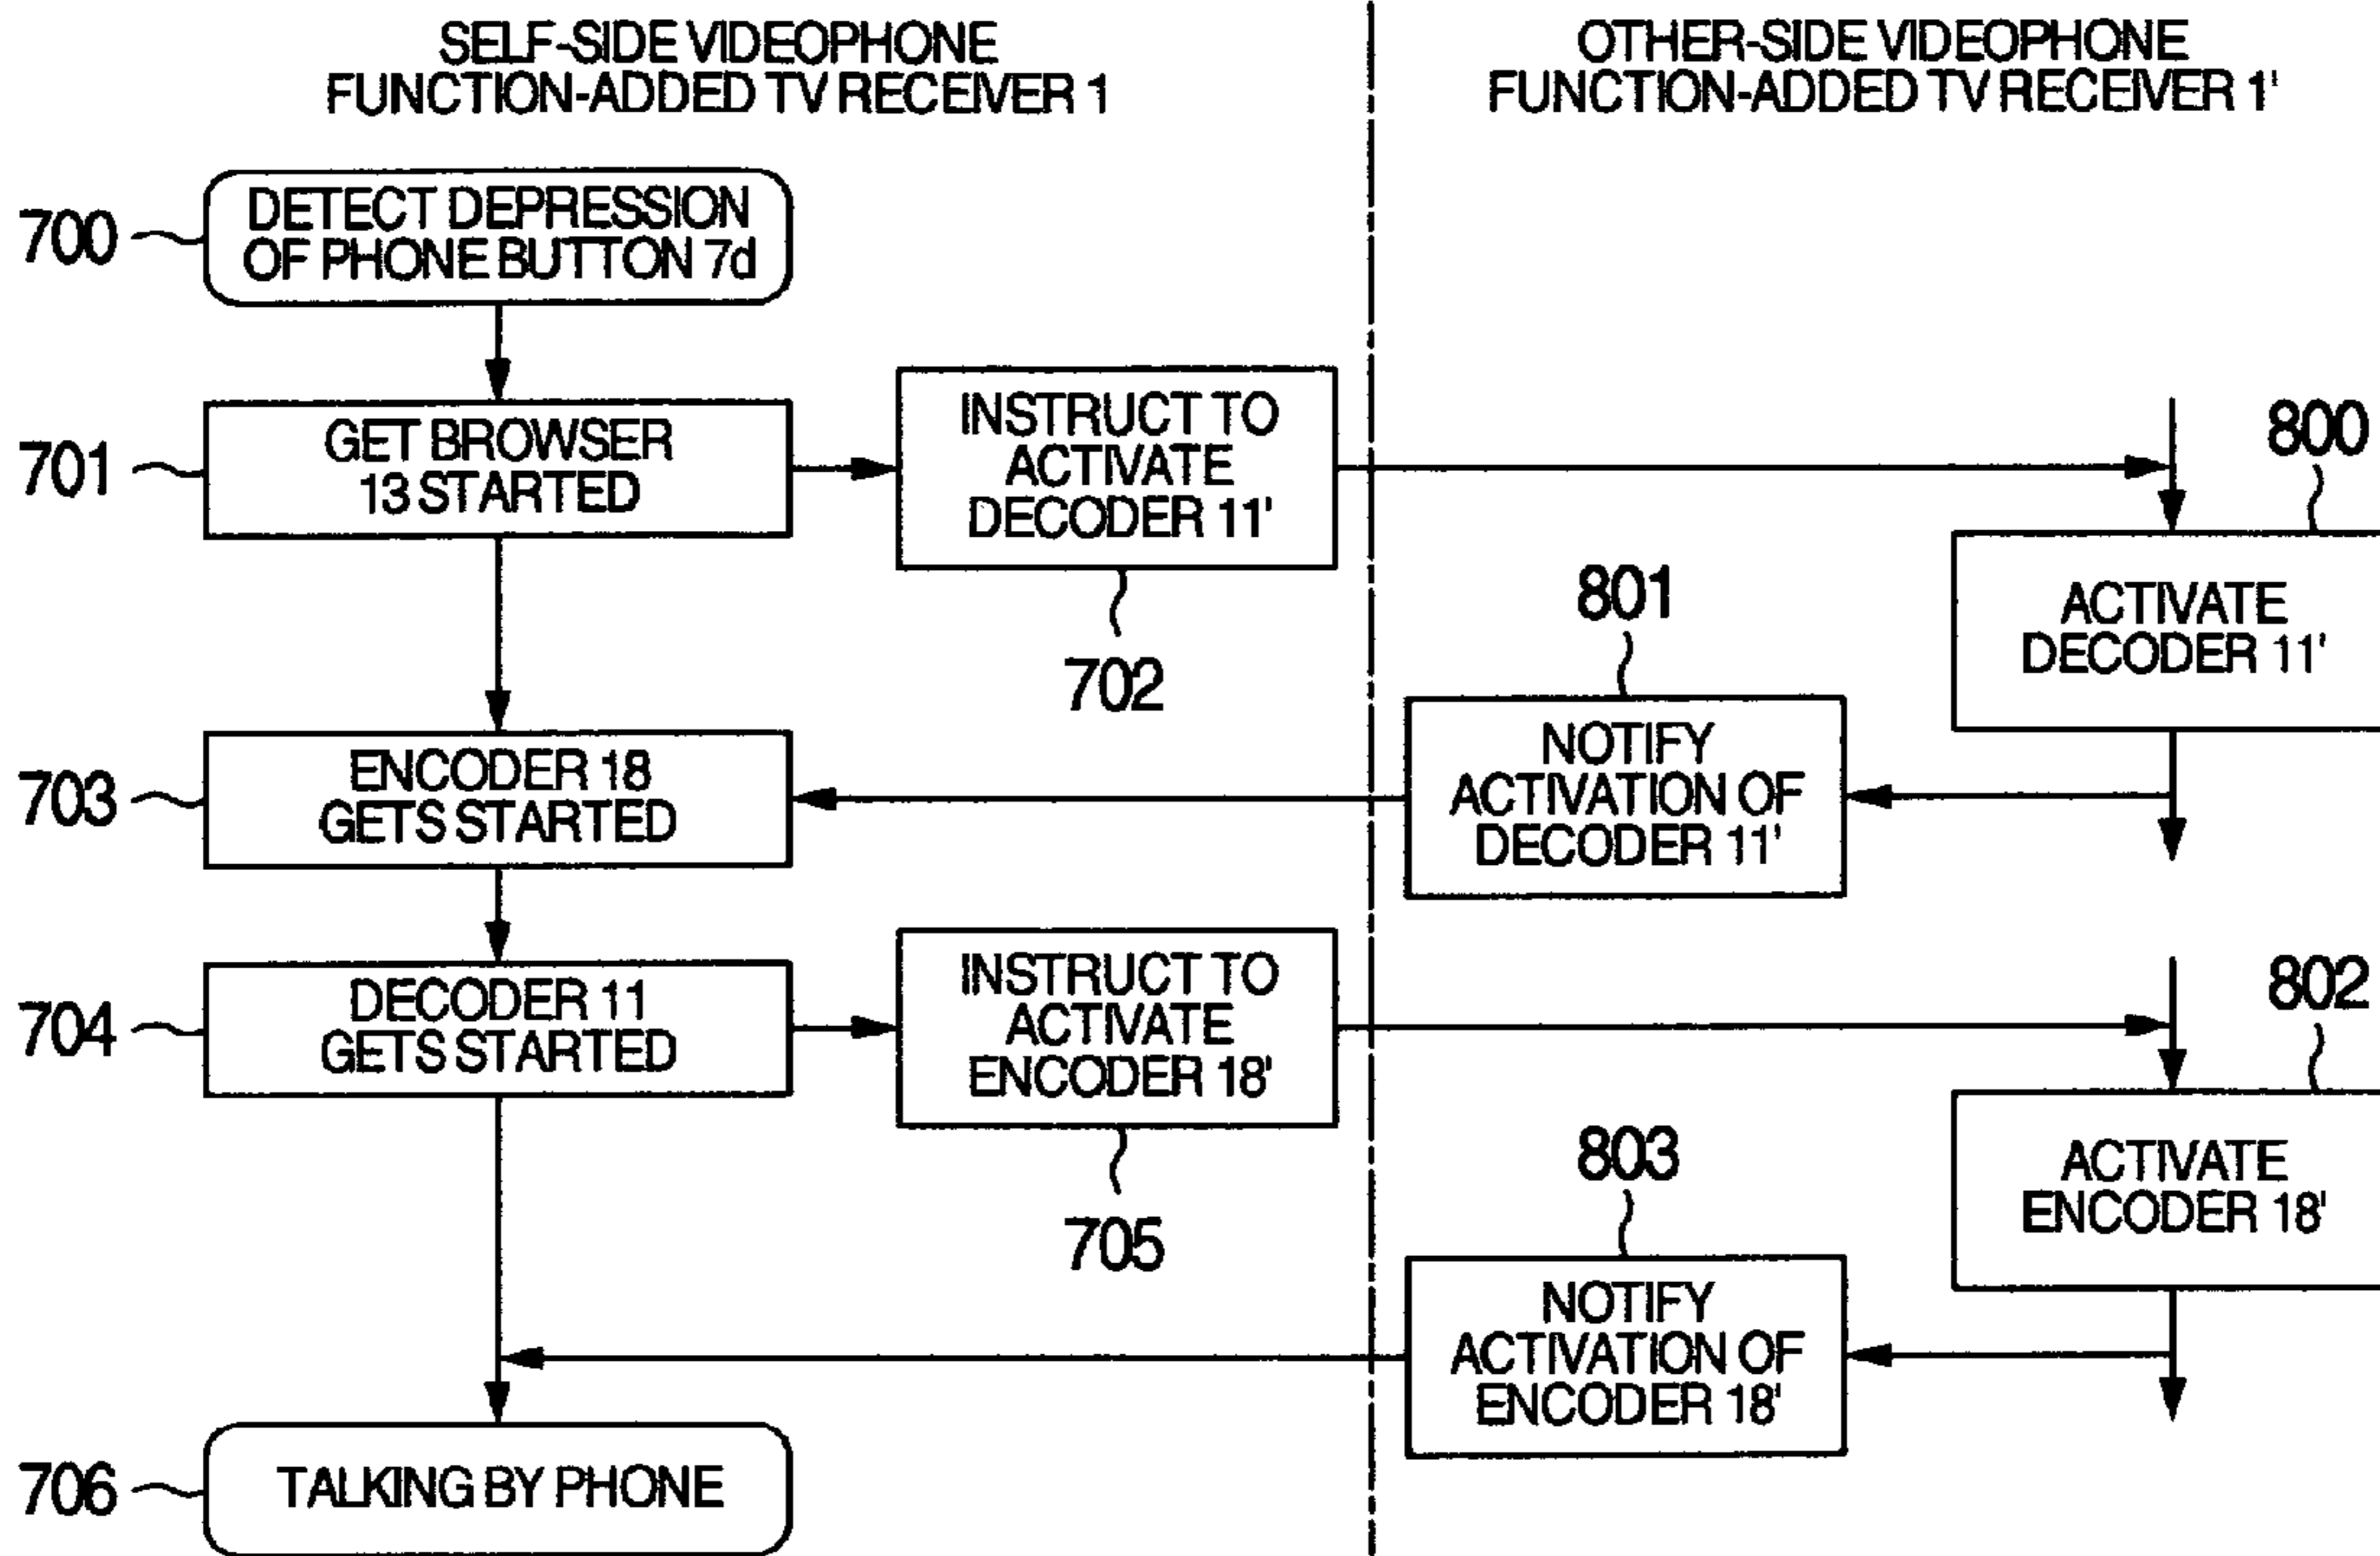 SELF-SIDE VIDEOPHONE
FUNCTION-ADDED TV RECEIVER 1
OTHER-SIDE VIDEOPHONE
FUNCTION-ADDED TV RECEIVER 1'
700
DETECT DEPRESSION
OF PHONE BUTTON 7d
701
GET BROWSER
13 STARTED
INSTRUCT TO
ACTIVATE
DECODER 11'
702
800
ACTIVATE
DECODER 11'
801
NOTIFY
ACTIVATION OF
DECODER 11'
703
ENCODER 18
GETS STARTED
704
DECODER 11
GETS STARTED
INSTRUCT TO
ACTIVATE
ENCODER 18'
705
802
ACTIVATE
ENCODER 18'
803
NOTIFY
ACTIVATION OF
ENCODER 18'
706
TALKING BY PHONE